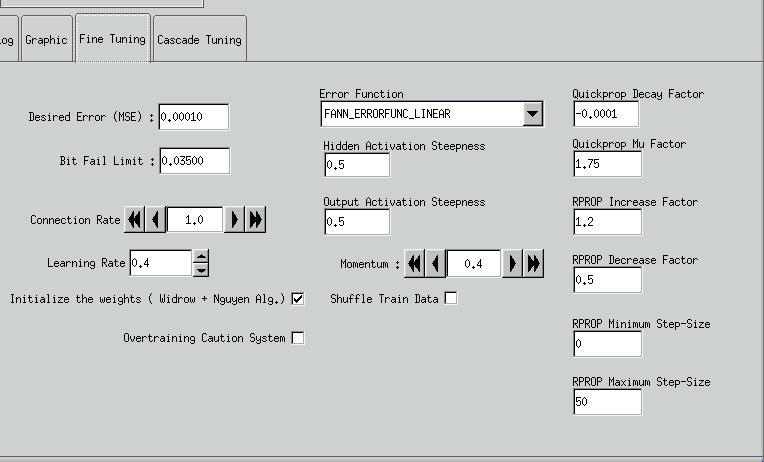 og Graphic Fine Tuning Cascade Tuning
Desired Error (MSE) : 0.00010
Bit Fail Limit : 0.03500
Connection Rate 1.0
Learning Rate 0.4
Initialize the weights ( Widrow + Nguyen Alg.)
Overtraining Caution System
Error Function
FANN_ERRORFUNC_LINEAR
Hidden Activation Steepness
0.5
Output Activation Steepness
0.5
Momentum : 0.4
Shuffle Train Data
Quickprop Decay Factor
-0.0001
Quickprop Mu Factor
1.75
RPROP Increase Factor
1.2
RPROP Decrease Factor
0.5
RPROP Minimum Step-Size
0
RPROP Maximum Step-Size
50